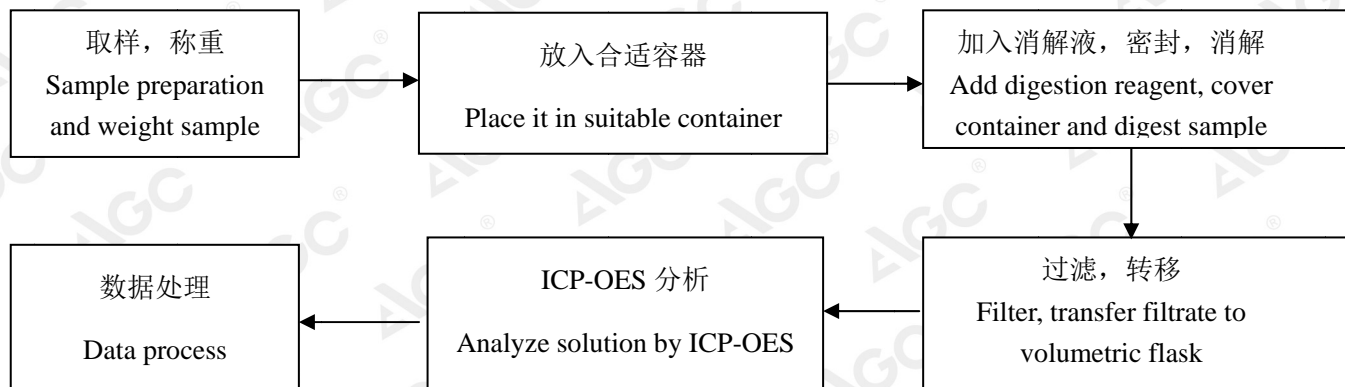 取样，称重
Sample preparation
and weight sample
放入合适容器
Place it in suitable container
加入消解液，密封，消解
Add digestion reagent, cover
container and digest sample
过滤，转移
Filter, transfer filtrate to
volumetric flask
ICP-OES 分析
Analyze solution by ICP-OES
数据处理
Data process